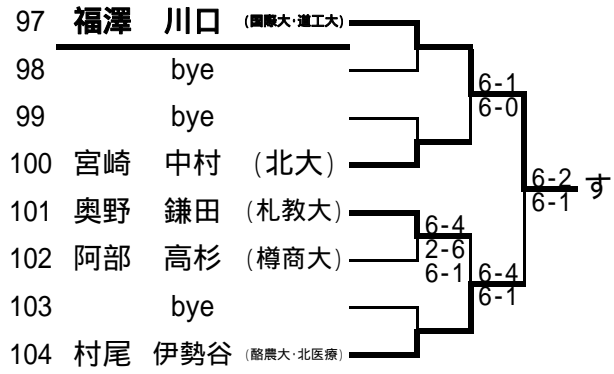 97 福澤 川口 (国際大・道工大)
98 bye
6-1
99 bye
6-0
100 宮崎 中村 (北大)
6-2 す
101 奥野 鎌田 (札教大)
6-1
6-4
102 阿部 高杉 (樽商大)
2-6
6-1 6-4
103 bye
6-1
104 村尾 伊勢谷 (酪農大・北医療)